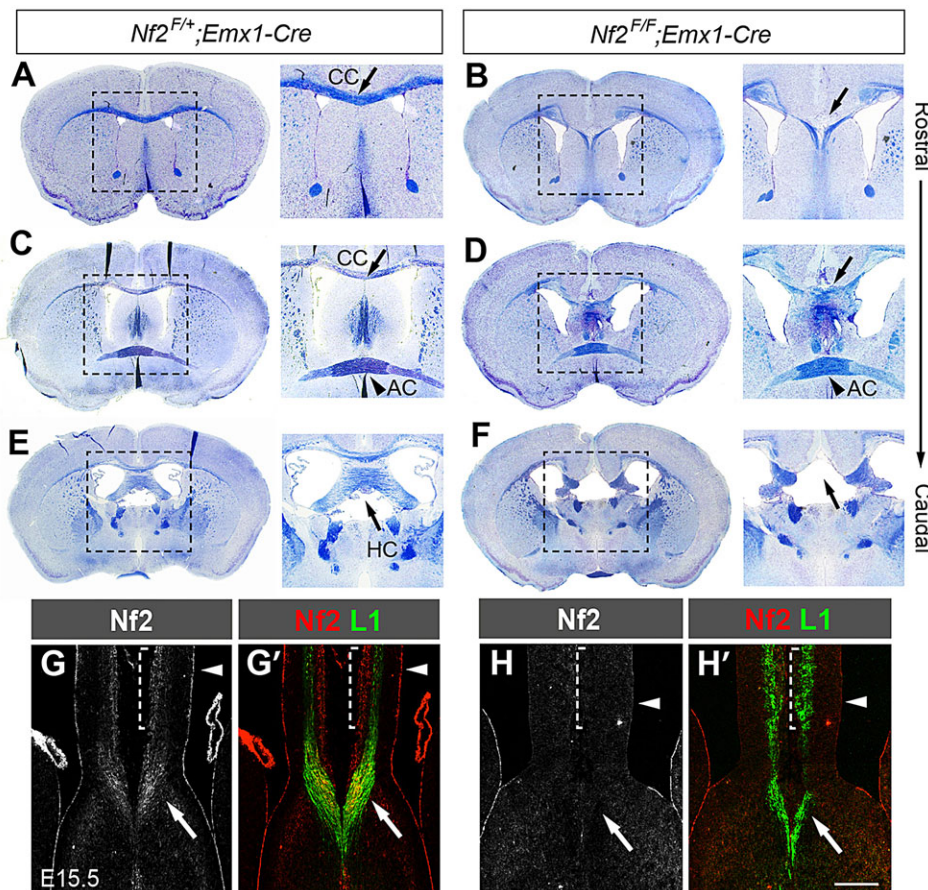 Nf2F/+;Emx1-Cre
Nf2F/F;Emx1-Cre
A
CC
B
Rostral
C
CC
AC
D
AC
E
HC
F
Caudal
Nf2
Nf2 L1
Nf2
Nf2 L1
G
G′
H
H′
E15.5